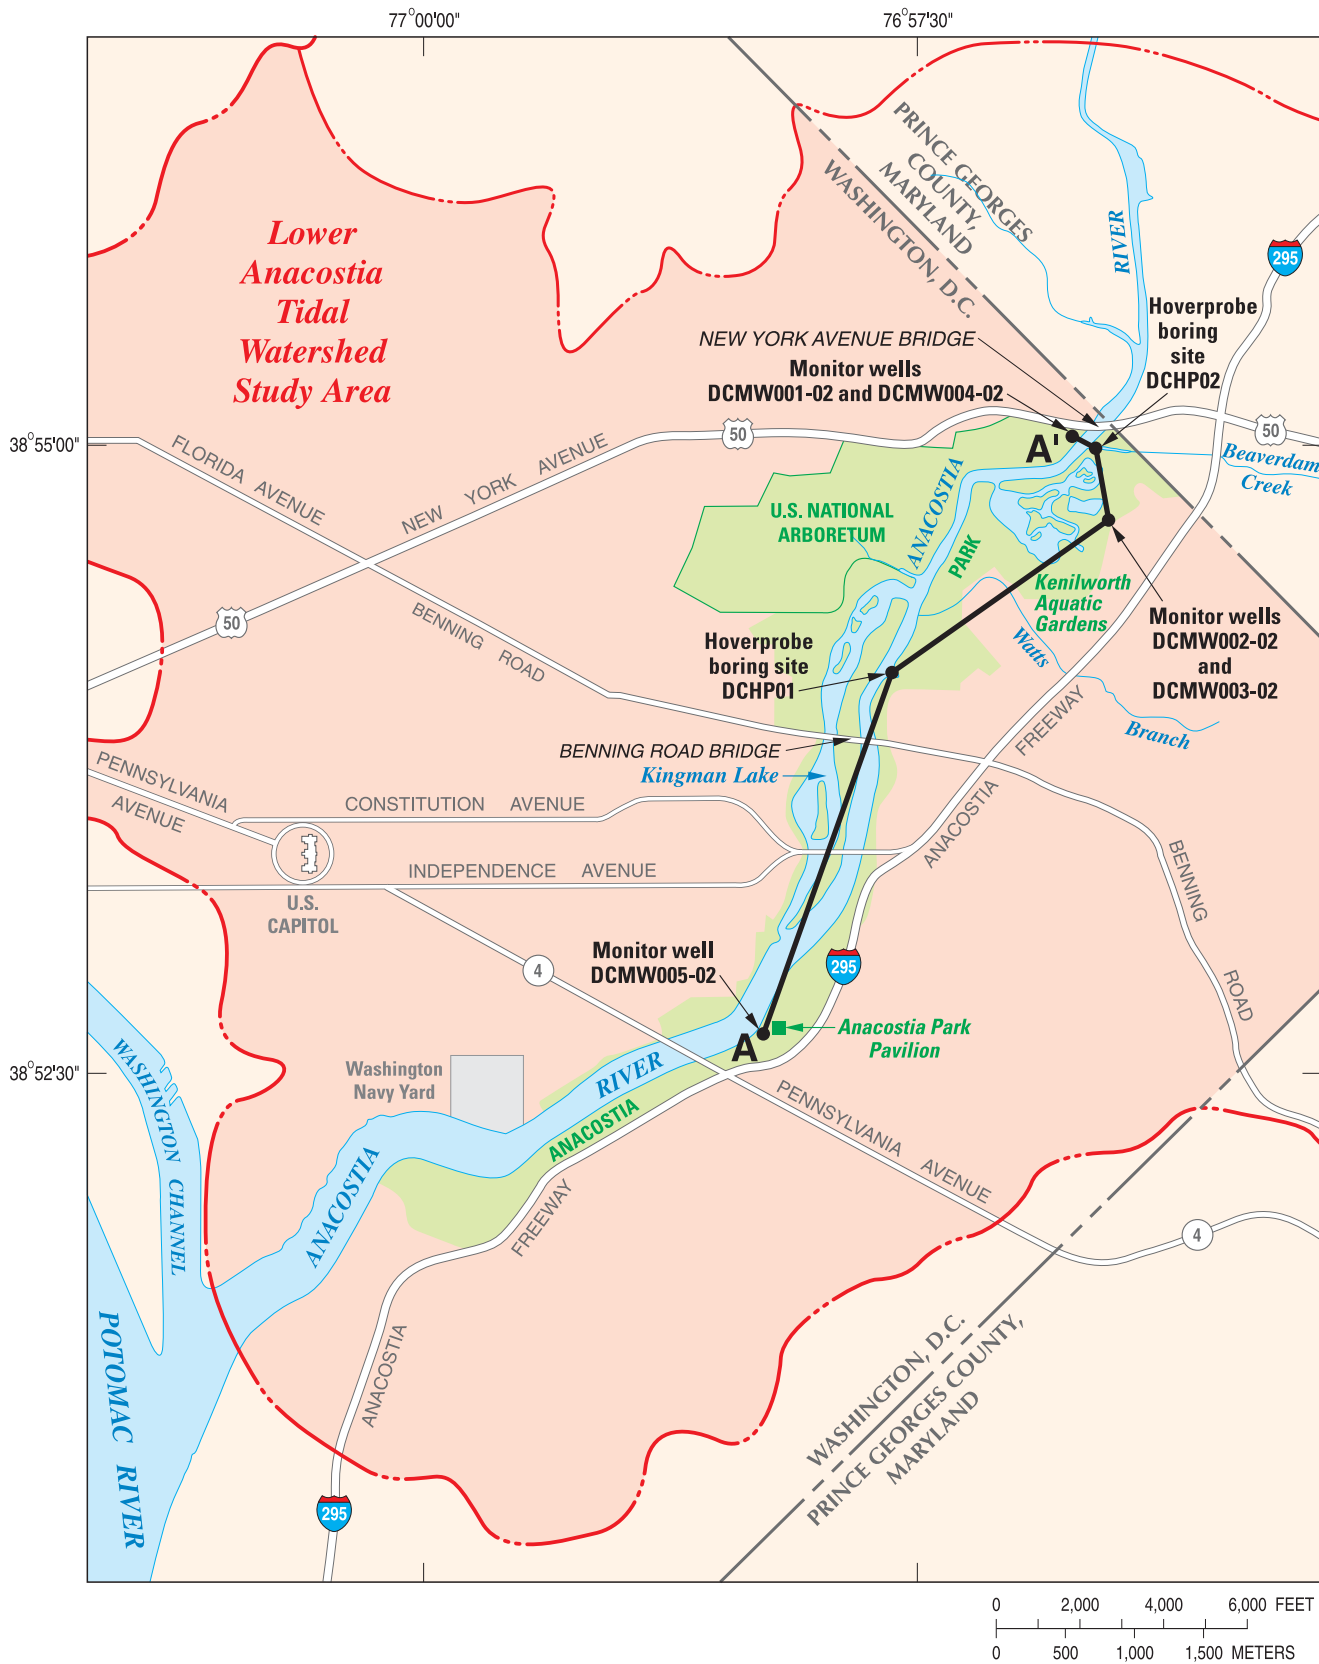 77°00'00"
76°57'30"
PRINCE GEORGES
COUNTY,
MARYLAND
WASHINGTON, D.C.
RIVER
295
Lower
Anacostia
Tidal
Watershed
Study Area
Hoverprobe
boring
site
DCHP02
NEW YORK AVENUE BRIDGE
Monitor wells
DCMW001-02 and DCMW004-02
38°55'00"
50
50
A'
FLORIDA AVENUE
NEW YORK AVENUE
Beaverdam
Creek
ANACOSTIA
U.S. NATIONAL
ARBORETUM
PARK
Kenilworth
Aquatic
Gardens
50
BENNING ROAD
Hoverprobe
boring site
DCHP01
Watts
Branch
Monitor wells
DCMW002-02
and
DCMW003-02
BENNING ROAD BRIDGE
Kingman Lake
ANACOSTIA FREEWAY
PENNSYLVANIA
AVENUE
CONSTITUTION AVENUE
INDEPENDENCE AVENUE
U.S.
CAPITOL
BENNING ROAD
Monitor well
DCMW005-02
4
295
A
Anacostia Park
Pavilion
WASHINGTON CHANNEL
38°52'30"
Washington
Navy Yard
RIVER
ANACOSTIA
PENNSYLVANIA AVENUE
ANACOSTIA
FREEWAY
4
POTOMAC RIVER
ANACOSTIA
WASHINGTON, D.C.
PRINCE GEORGES COUNTY,
MARYLAND
295
0 2,000 4,000 6,000 FEET
0 500 1,000 1,500 METERS